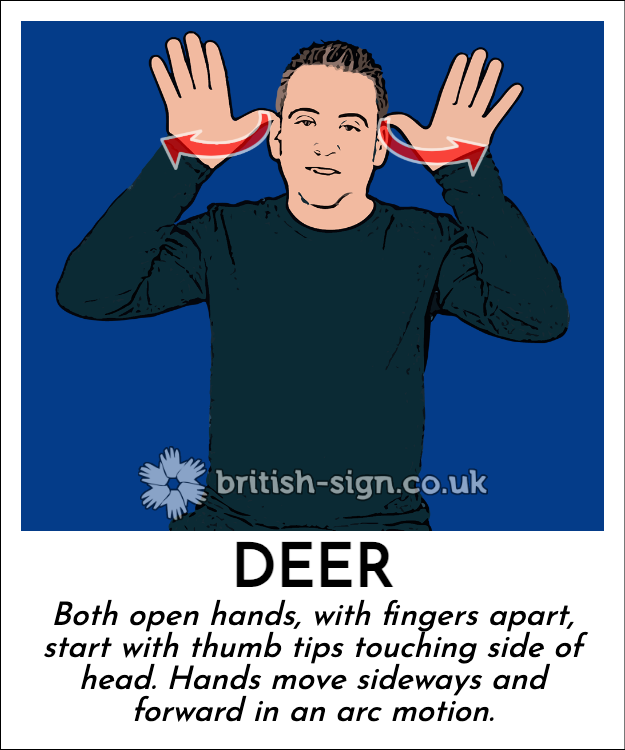 british-sign.co.uk
DEER
Both open hands, with fingers apart,
start with thumb tips touching side of
head. Hands move sideways and
forward in an arc motion.